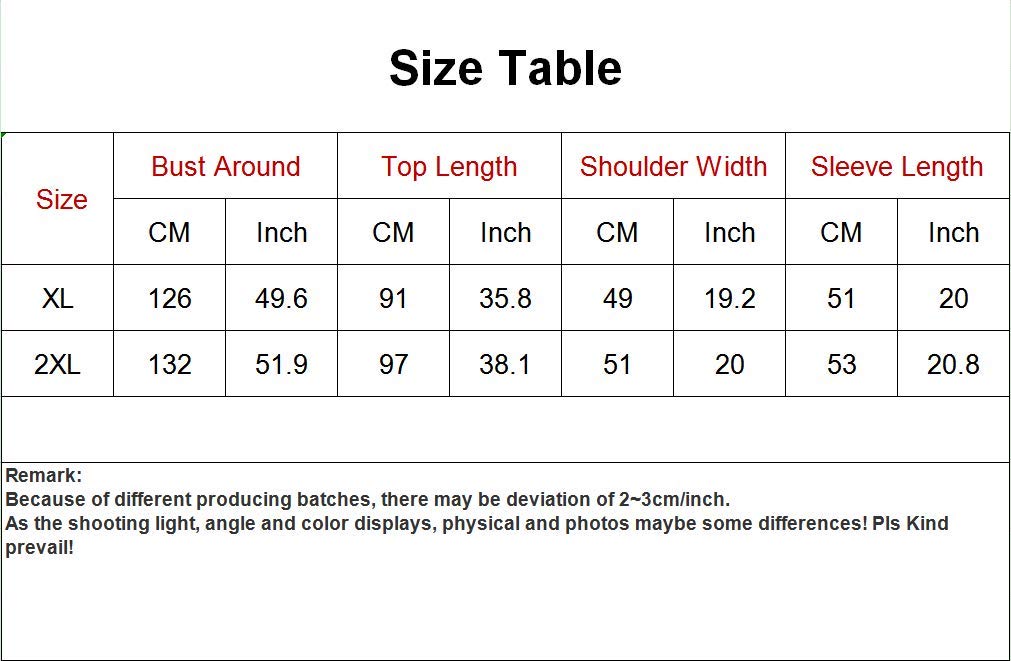 Size Table
Size Bust Around Top Length Shoulder Width Sleeve Length
CM Inch CM Inch CM Inch CM Inch
XL 126 49.6 91 35.8 49 19.2 51 20
2XL 132 51.9 97 38.1 51 20 53 20.8
Remark:
Because of different producing batches, there may be deviation of 2~3cm/inch.
As the shooting light, angle and color displays, physical and photos maybe some differences! Pls Kind
prevail!